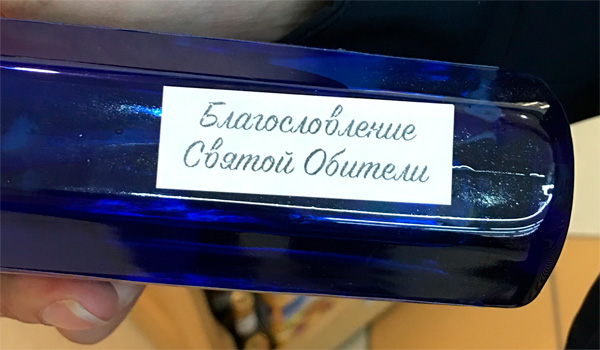 Благословление
Святой Обители